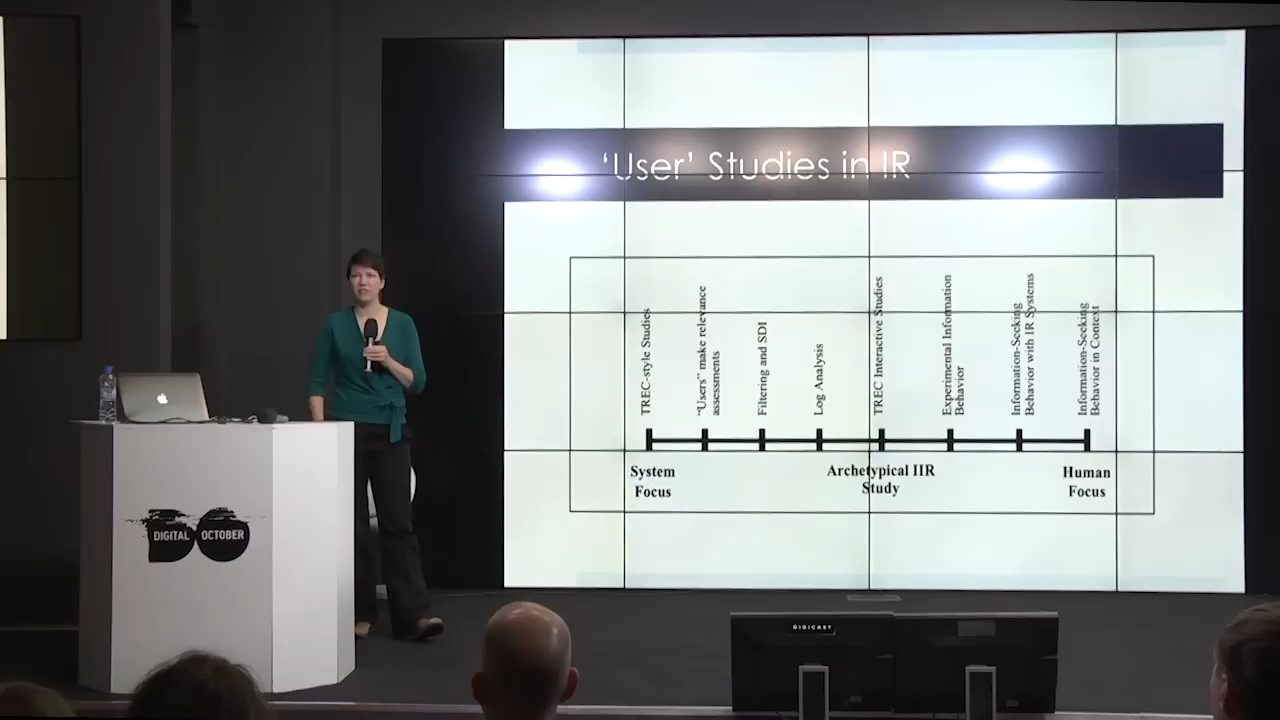 'User' Studies in IR
TREC-style Studies
"Users" make relevance
assessments
Filtering and SDI
Log Analysis
TREC Interactive Studies
Experimental Information
Behavior
Information-Seeking
Behavior with IR Systems
Information-Seeking
Behavior in Context
System
Focus
Archetypical IIR
Study
Human
Focus
DIGITAL OCTOBER
DIGICAST